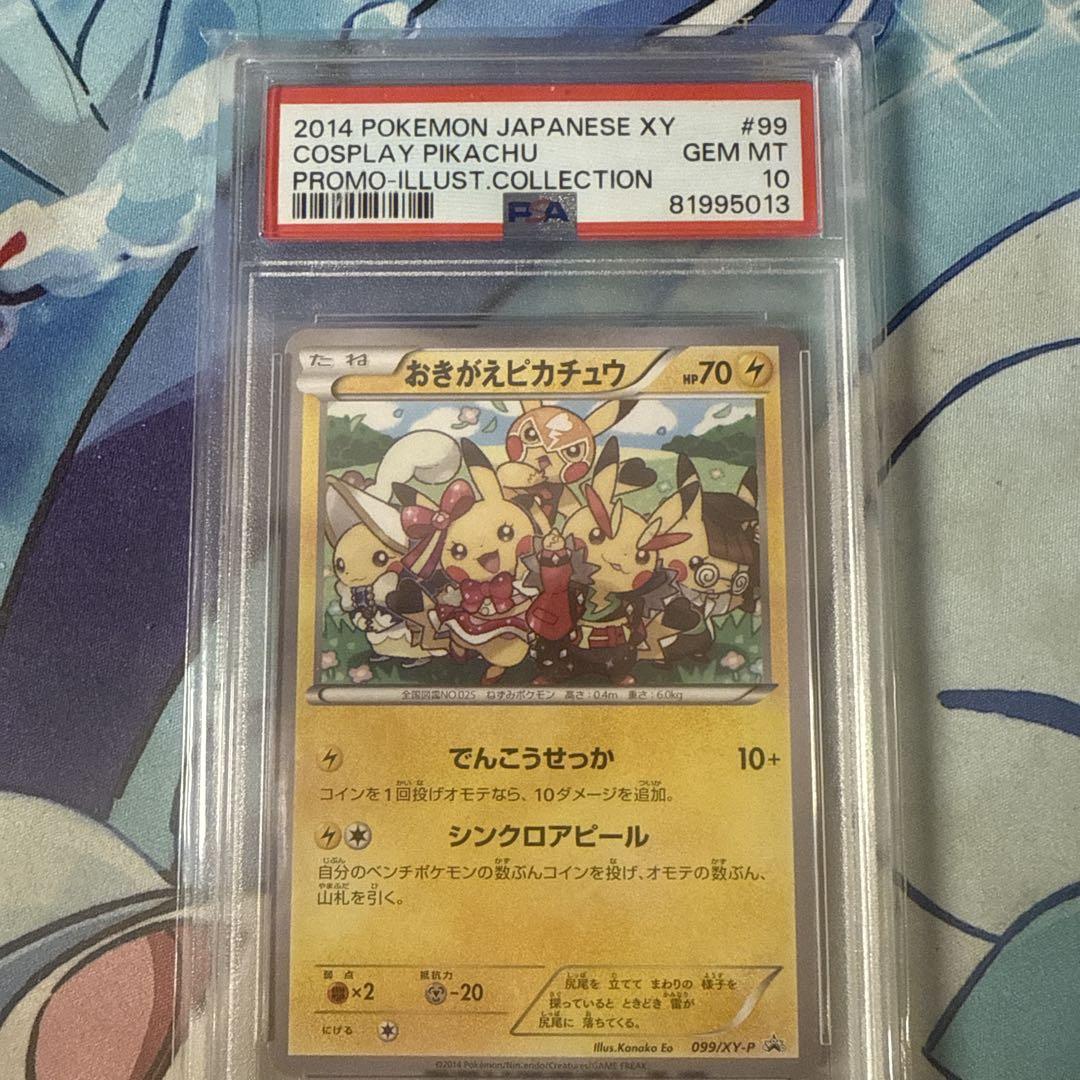 2014 POKEMON JAPANESE XY #99
COSPLAY PIKACHU GEM MT
PROMO-ILLUST.COLLECTION 10
PSA 81995013
たね おきがえピカチュウ HP70
全国図鑑NO.025 ねずみポケモン 高さ:0.4m 重さ:6.0kg
でんこうせっか 10+
コインを1回投げオモテなら、10ダメージを追加。
シンクロアピール
自分のベンチポケモンの数ぶんコインを投げ、オモテの数ぶん、
山札を引く。
弱点 抵抗力
×2 -20
にげる
尻尾を 立てて まわりの 様子を
探っていると ときどき 雷が
尻尾に 落ちてくる。
Illus.Kanako Eo 099/XY-P
©2014 Pokémon/Nintendo/Creatures/GAME FREAK